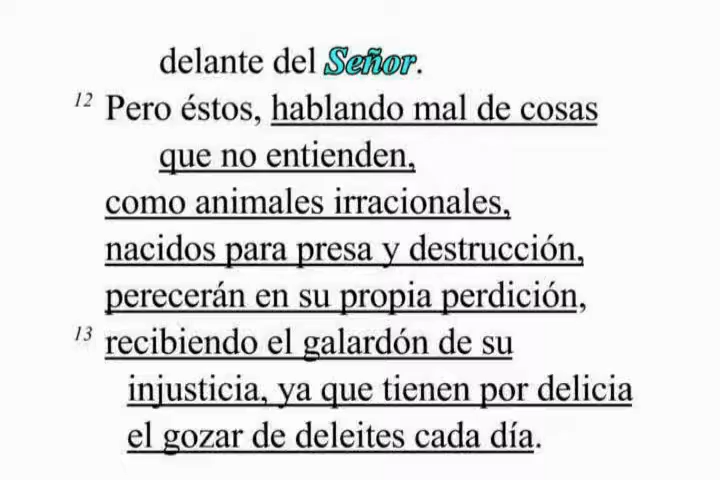 delante del Señor.
12 Pero éstos, hablando mal de cosas
que no entienden,
como animales irracionales,
nacidos para presa y destrucción,
perecerán en su propia perdición,
13 recibiendo el galardón de su
injusticia, ya que tienen por delicia
el gozar de deleites cada día.